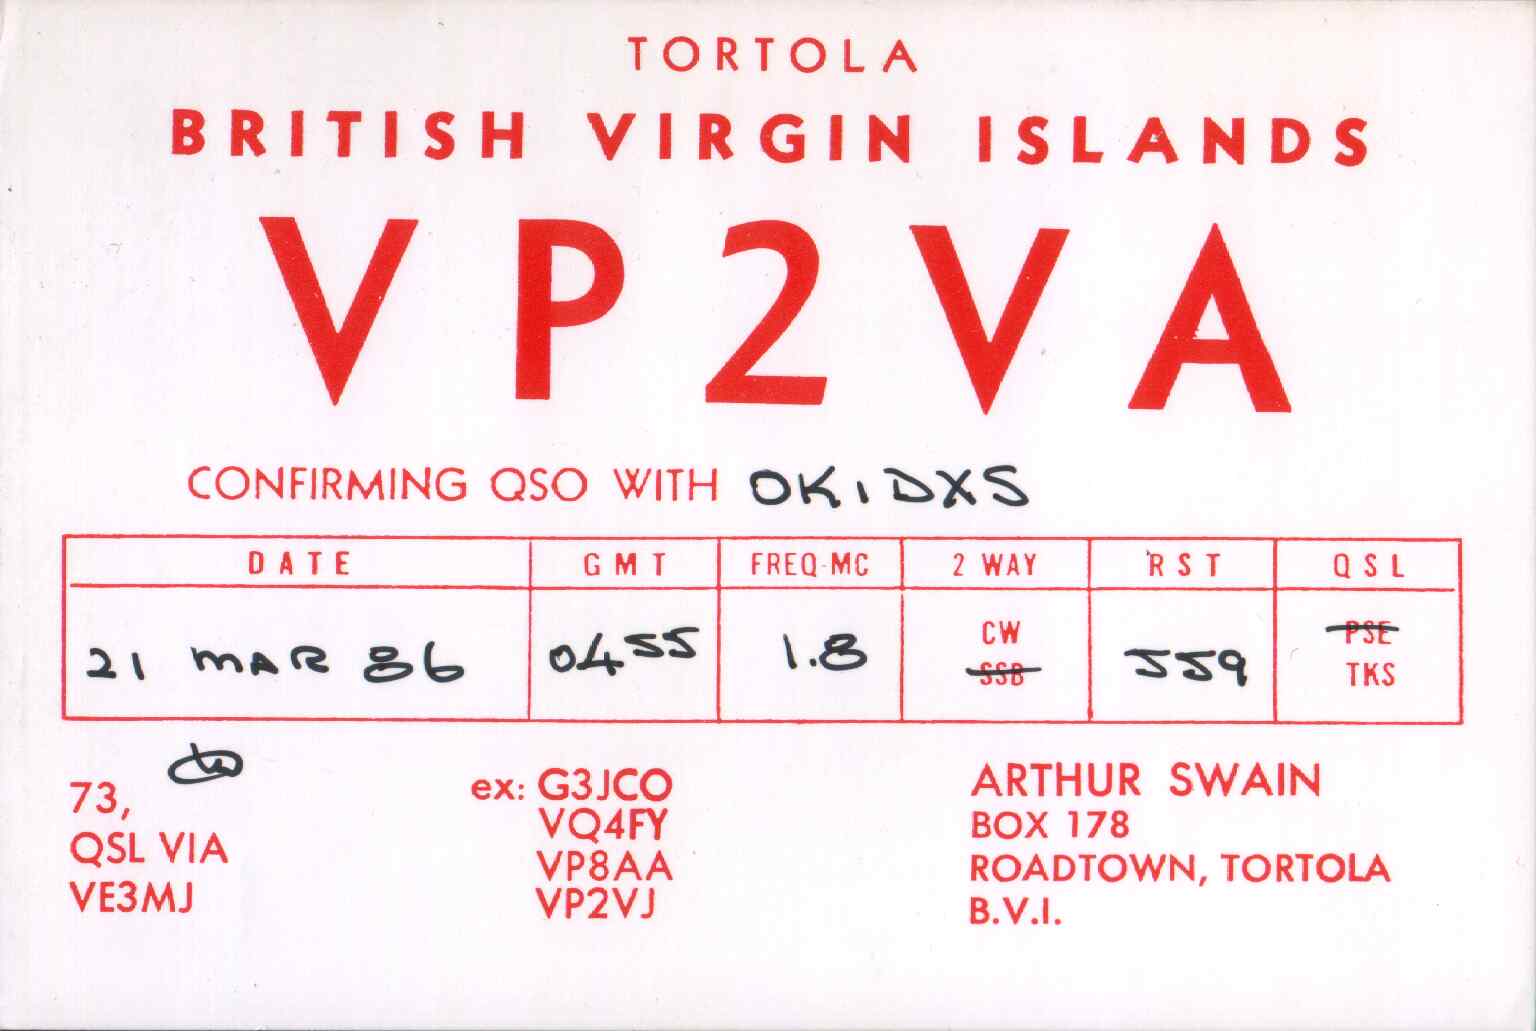 TORTOLA
BRITISH VIRGIN ISLANDS
VP2VA
CONFIRMING QSO WITH OK1DXS
DATE GMT FREQ-MC 2 WAY RST QSL
CW PSE
21 MAR 86 0455 1.8 559
SSB TKS
73,
QSL VIA
VE3MJ
ex: G3JCO
VQ4FY
VP8AA
VP2VJ
ARTHUR SWAIN
BOX 178
ROADTOWN, TORTOLA
B.V.I.